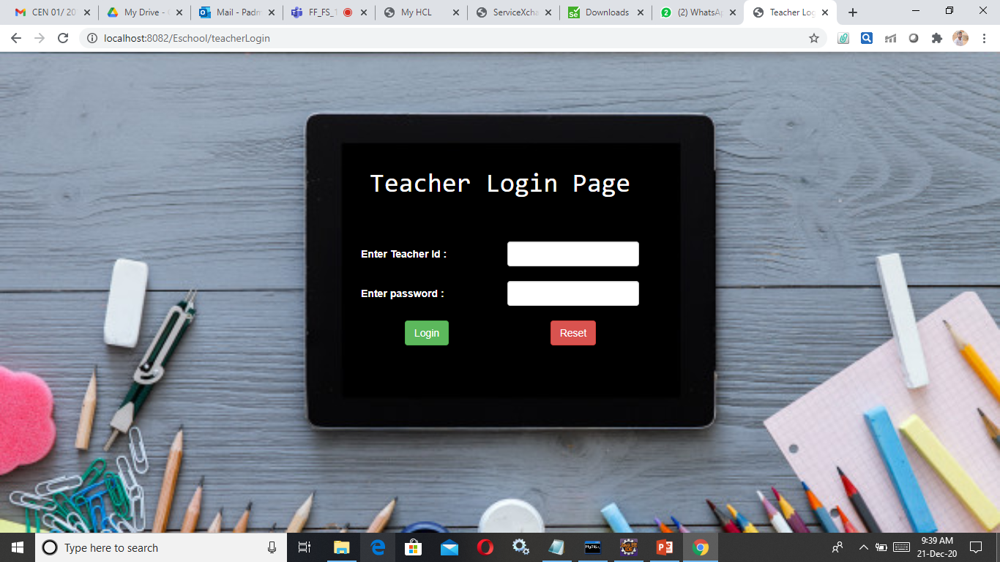 CEN 01/ 20
My Drive - 
Mail - Padm
FF_FS_1
My HCL
ServiceXcha
Downloads
(2) WhatsAp
Teacher Log
localhost:8082/Eschool/teacherLogin
Teacher Login Page
Enter Teacher Id :
Enter password :
Login
Reset
Type here to search
9:39 AM
21-Dec-20